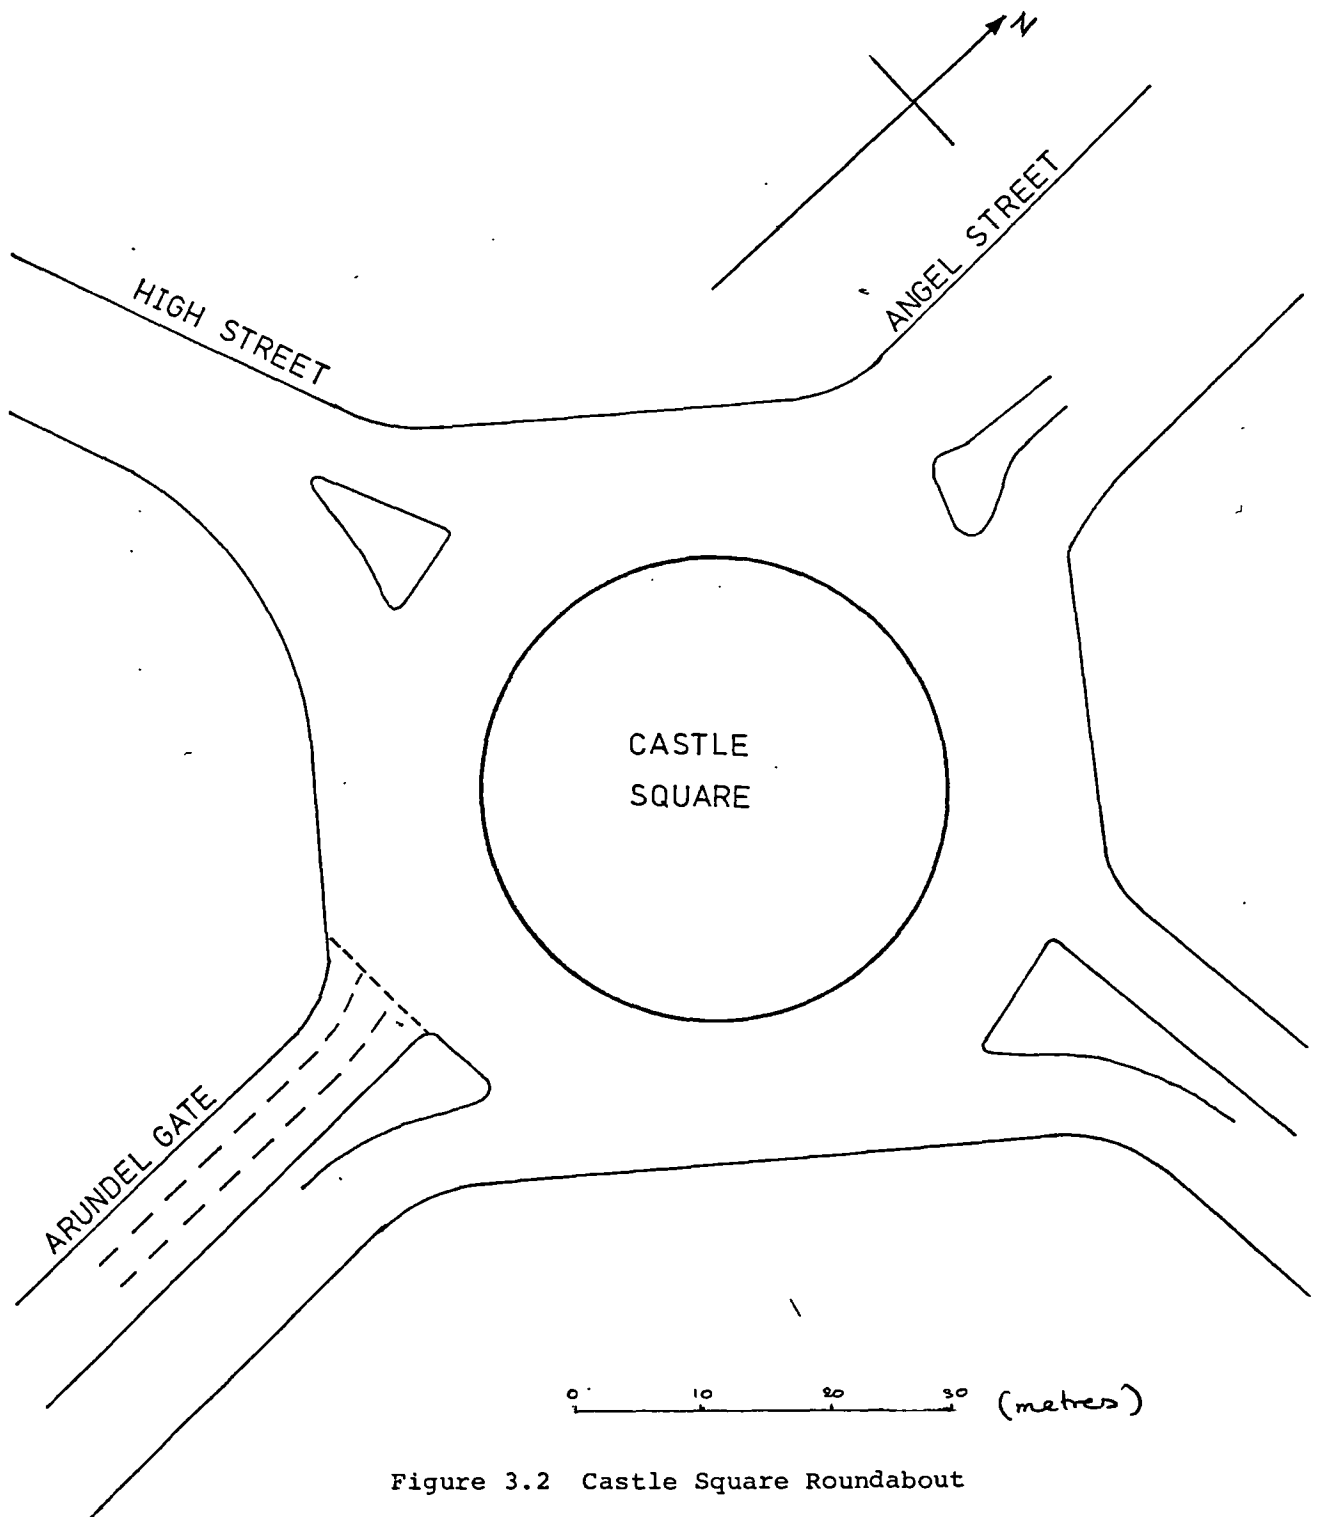 N
ANGEL STREET
HIGH STREET
CASTLE
SQUARE
ARUNDEL GATE
0 10 20 30 (metres)
Figure 3.2 Castle Square Roundabout